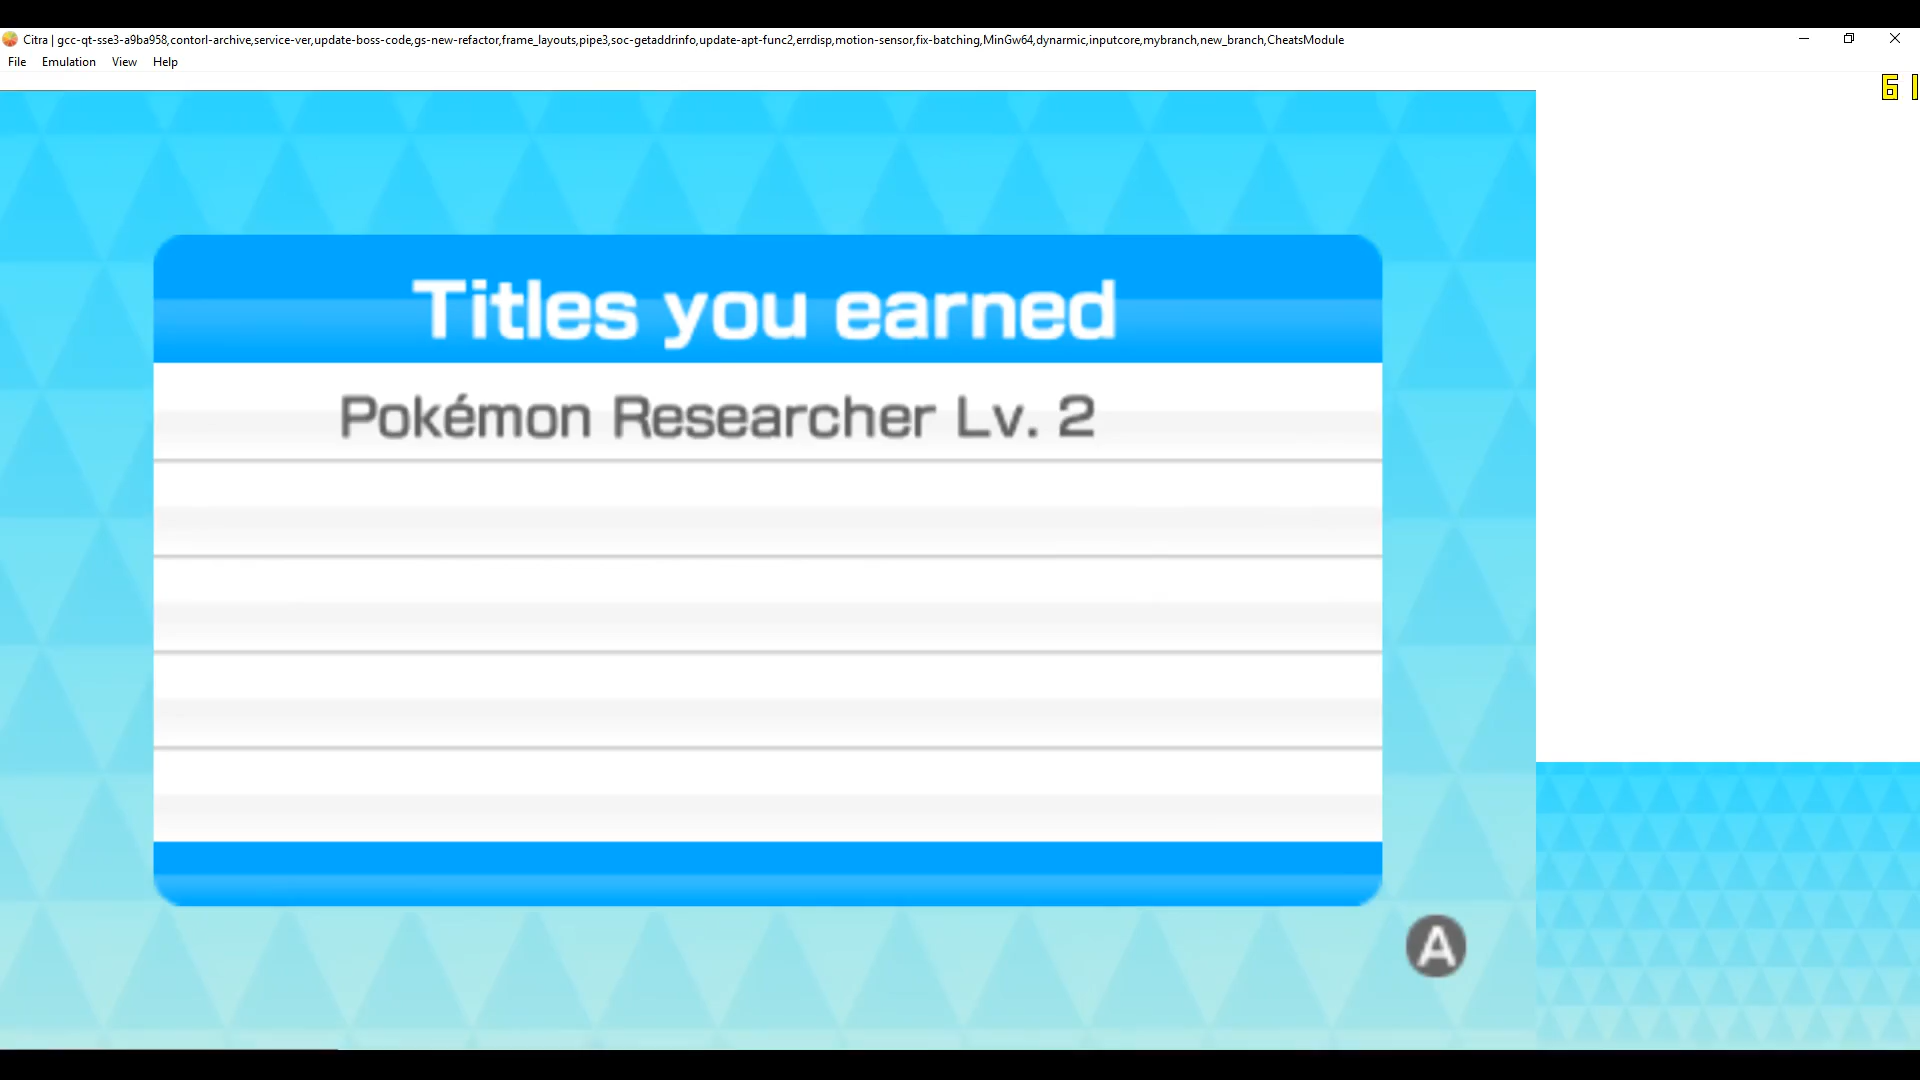 Citra | gcc-qt-sse3-a9ba958,contorl-archive,service-ver,update-boss-code,gs-new-refactor,frame_layouts,pipe3,soc-getaddrinfo,update-apt-func2,errdisp,motion-sensor,fix-batching,MinGw64,dynarmic,inputcore,mybranch,new_branch,CheatsModule
File Emulation View Help
61
Titles you earned
Pokémon Researcher Lv. 2
A